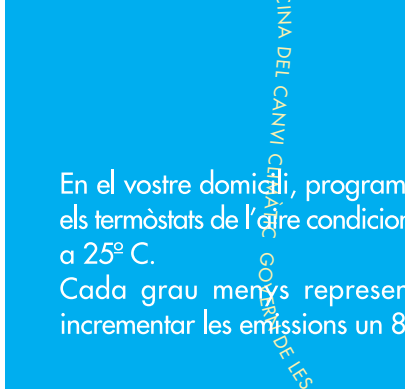 CINA DEL CANVI CLIMÀTIC GOVERN DE LES
En el vostre domicili, program
els termòstats de l'aire condicion
a 25º C.
Cada grau menys represen
incrementar les emissions un 8